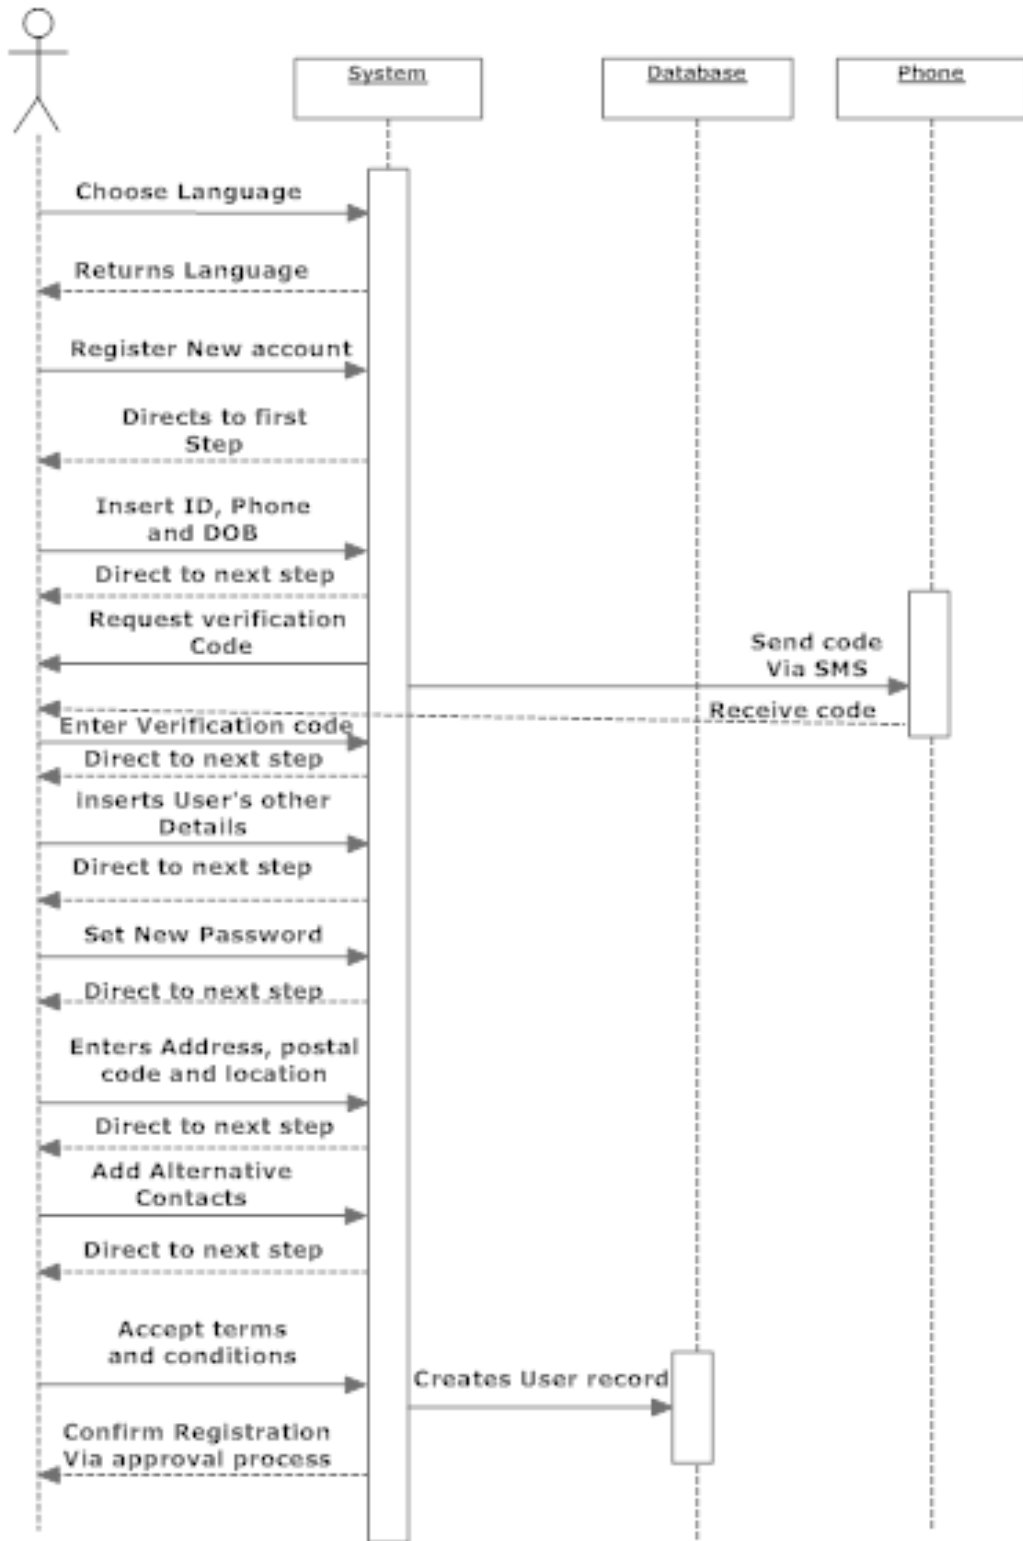 System
Database
Phone
Choose Language
Returns Language
Register New account
Directs to first
Step
Insert ID, Phone
and DOB
Direct to next step
Request verification
Code
Send code
Via SMS
Receive code
Enter Verification code
Direct to next step
inserts User's other
Details
Direct to next step
Set New Password
Direct to next step
Enters Address, postal
code and location
Direct to next step
Add Alternative
Contacts
Direct to next step
Accept terms
and conditions
Creates User record
Confirm Registration
Via approval process